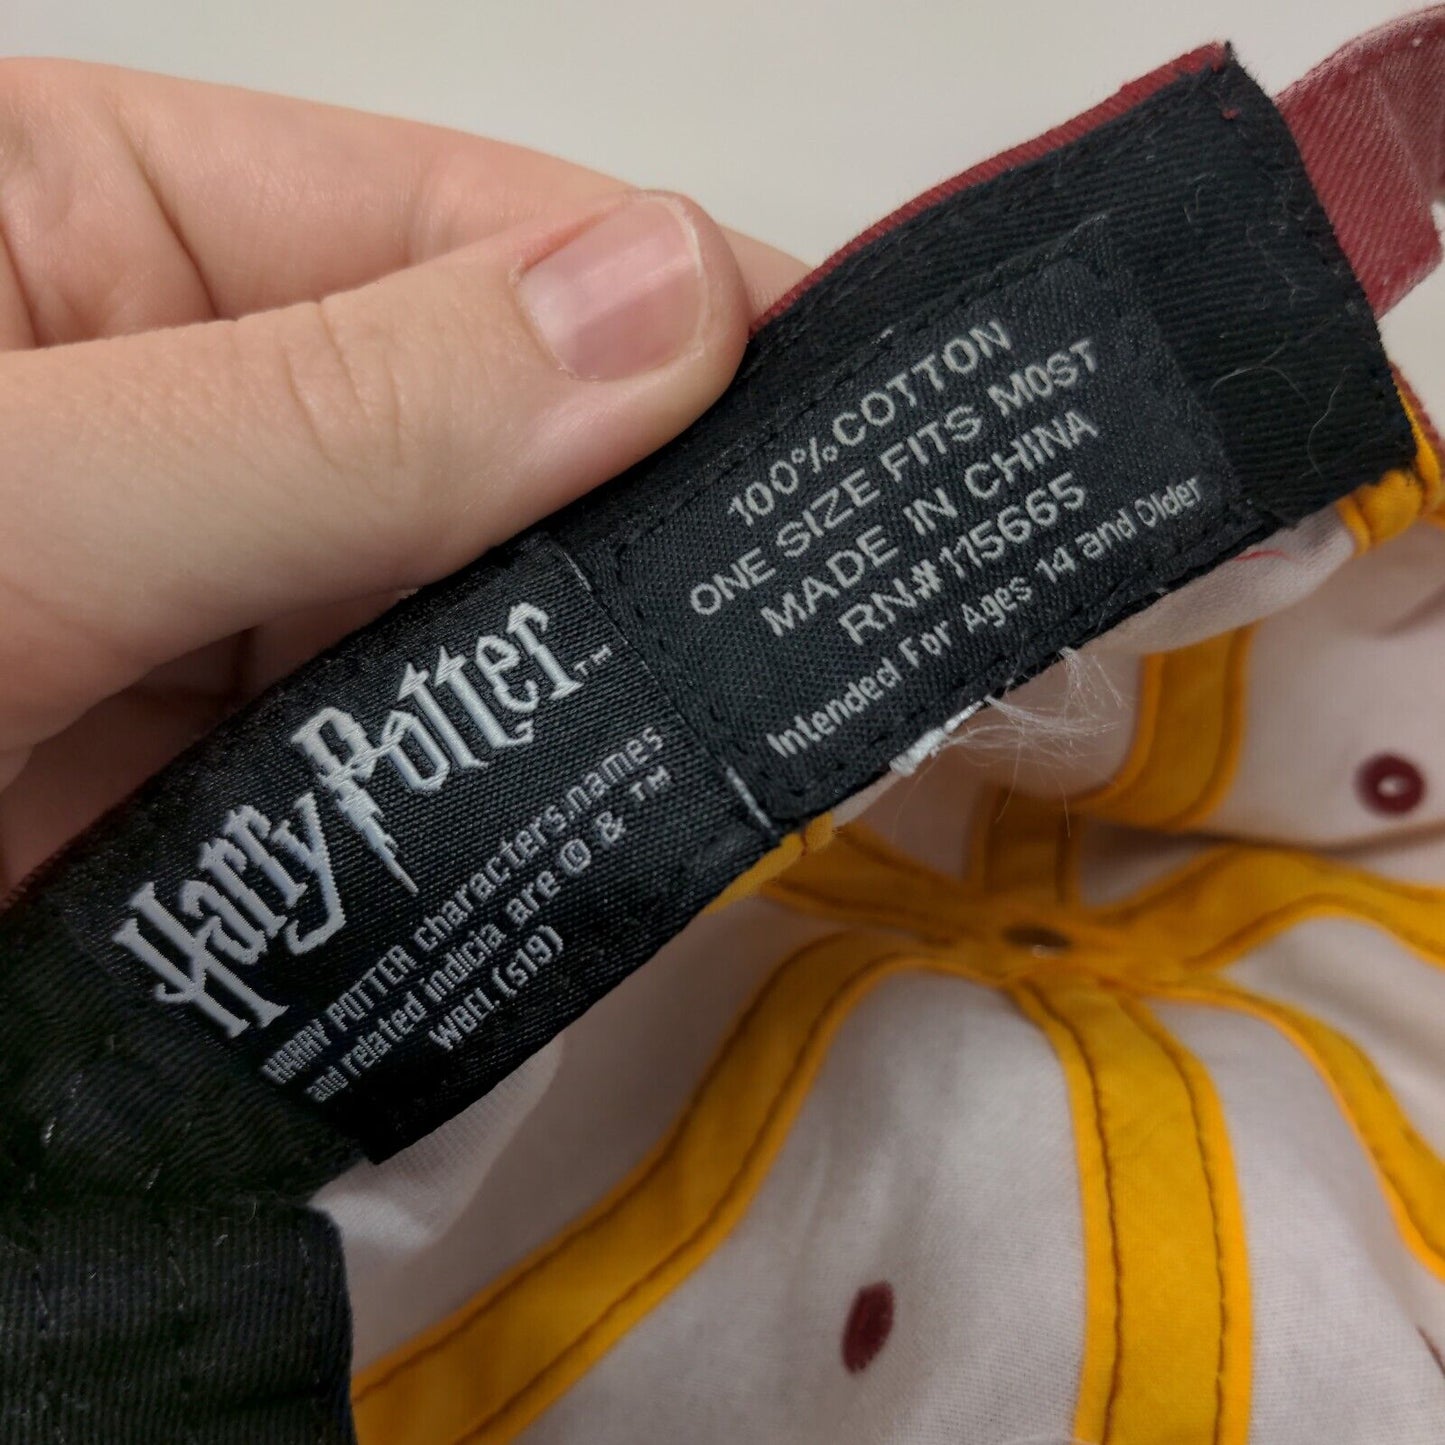 Harry Potter™
HARRY POTTER characters,names
and related indicia are © & ™
WBEI. (s19)
100%COTTON
ONE SIZE FITS MOST
MADE IN CHINA
RN#115665
Intended For Ages 14 and Older